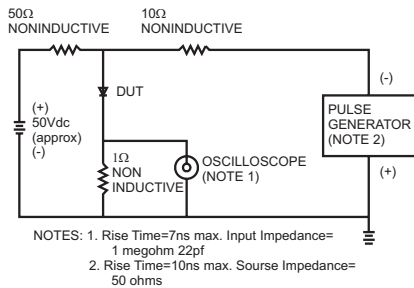 50Ω
NONINDUCTIVE
10Ω
NONINDUCTIVE
(+)
50Vdc
(approx)
(-)
DUT
1Ω
NON
INDUCTIVE
OSCILLOSCOPE
(NOTE 1)
(-)
PULSE
GENERATOR
(NOTE 2)
(+)
NOTES: 1. Rise Time=7ns max. Input Impedance=
1 megohm 22pf
2. Rise Time=10ns max. Sourse Impedance=
50 ohms